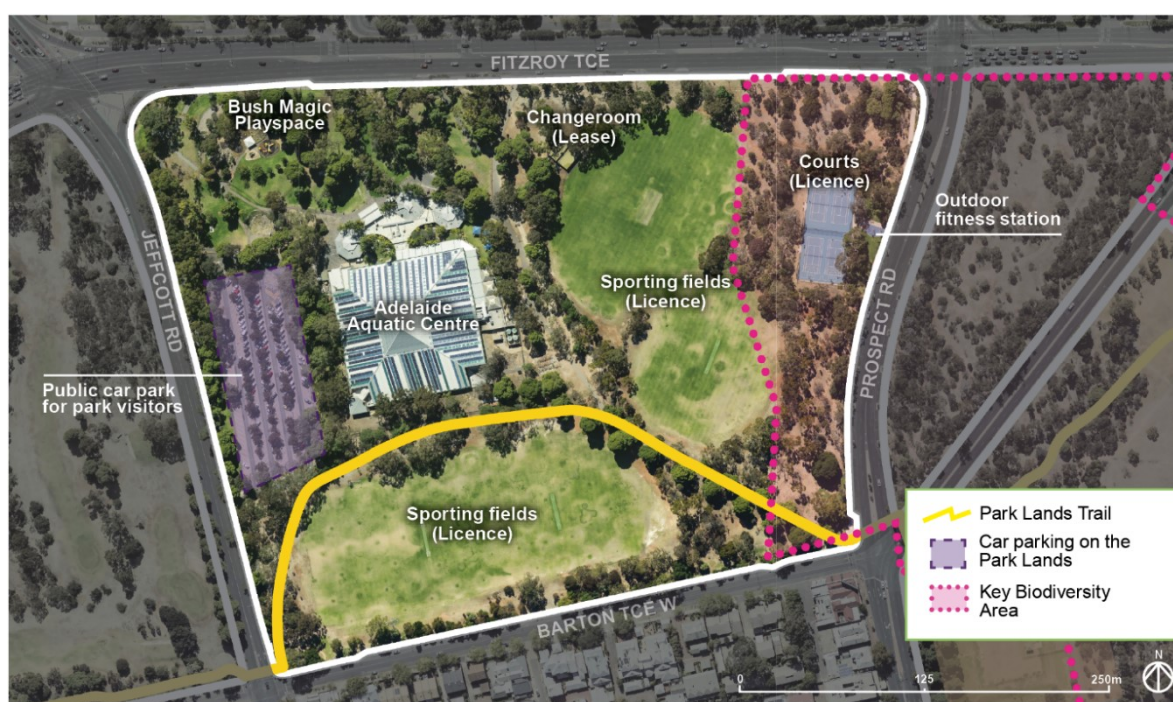 FITZROY TCE
Bush Magic
Playspace
Changeroom
(Lease)
Courts
(Licence)
Outdoor
fitness station
JEFFCOTT RD
Sporting fields
(Licence)
Adelaide
Aquatic Centre
PROSPECT RD
Public car park
for park visitors
Sporting fields
(Licence)
BARTON TCE W
Park Lands Trail
Car parking on the
Park Lands
Key Biodiversity
Area
N
0 125 250m